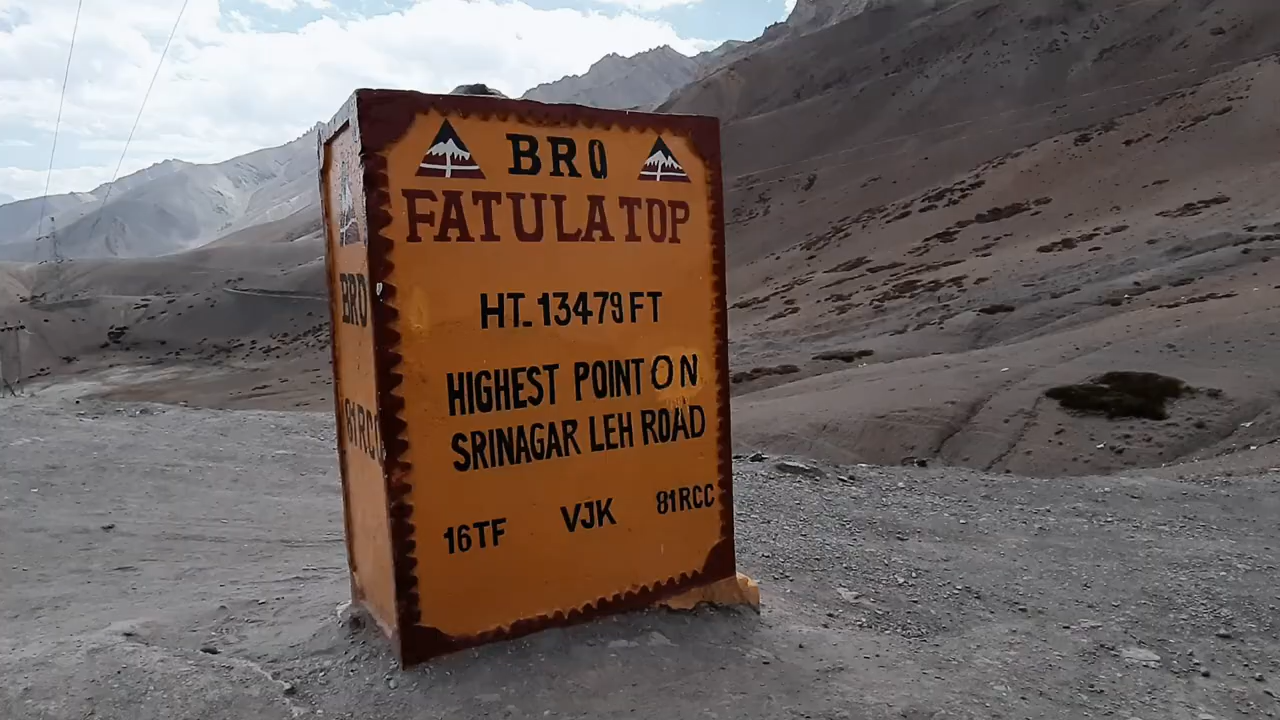 BRO
FATULA TOP
HT. 13479 FT
HIGHEST POINT ON
SRINAGAR LEH ROAD
16TF VJK 81RCC
BRO
81RCC